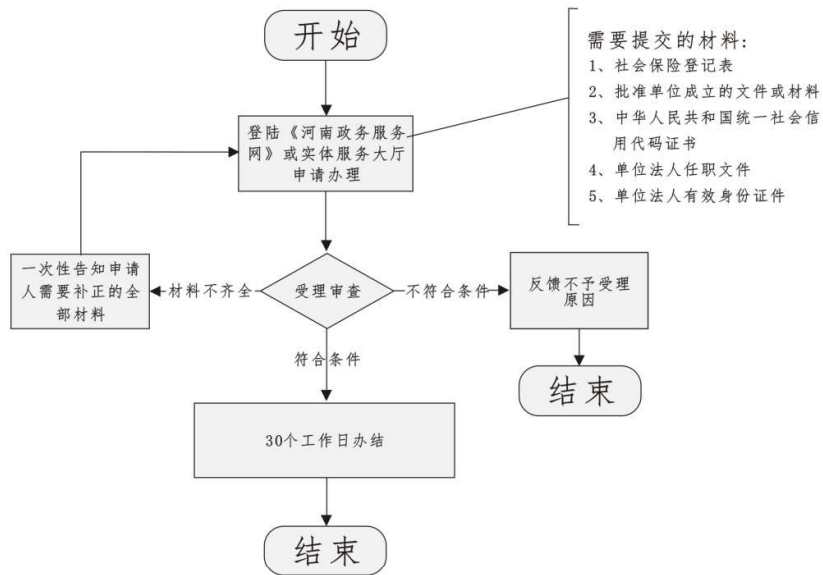 开始
需要提交的材料：
1、社会保险登记表
2、批准单位成立的文件或材料
3、中华人民共和国统一社会信
用代码证书
4、单位法人任职文件
5、单位法人有效身份证件
登陆《河南政务服务
网》或实体服务大厅
申请办理
一次性告知申请
人需要补正的全
部材料
材料不齐全
受理审查
不符合条件
反馈不予受理
原因
符合条件
结束
30个工作日办结
结束